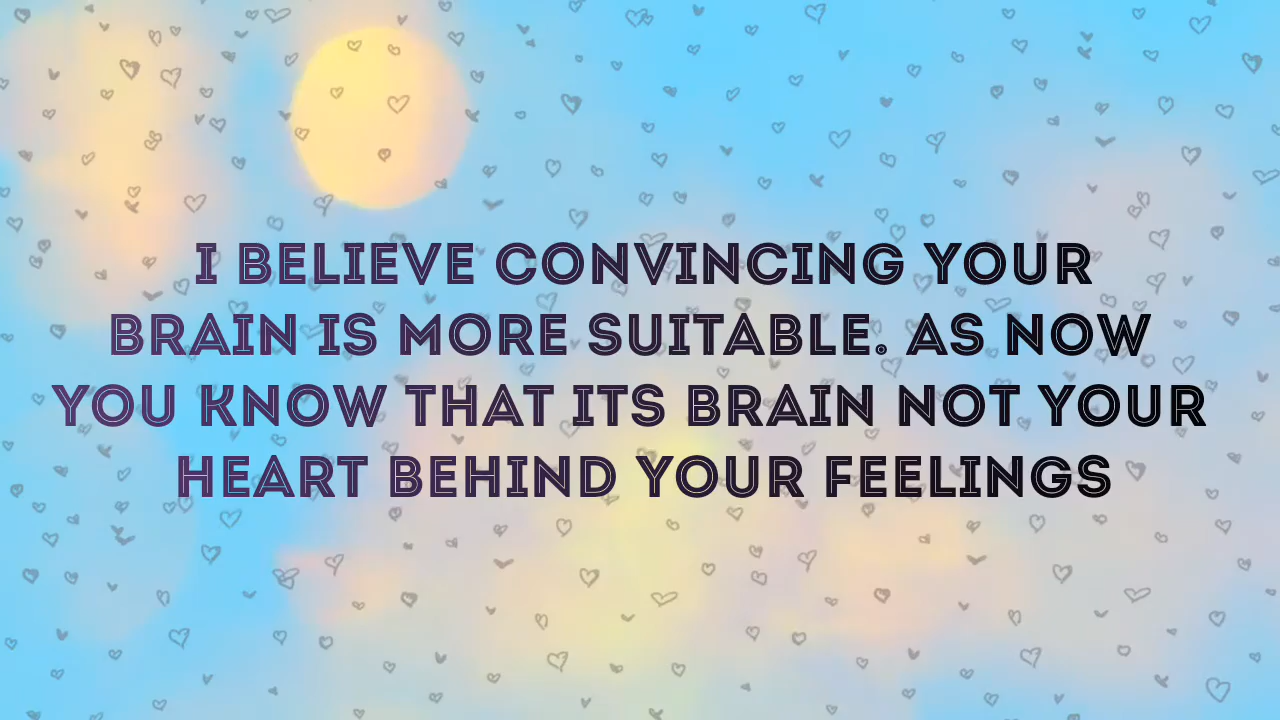 I BELIEVE CONVINCING YOUR
BRAIN IS MORE SUITABLE. AS NOW
YOU KNOW THAT ITS BRAIN NOT YOUR
HEART BEHIND YOUR FEELINGS